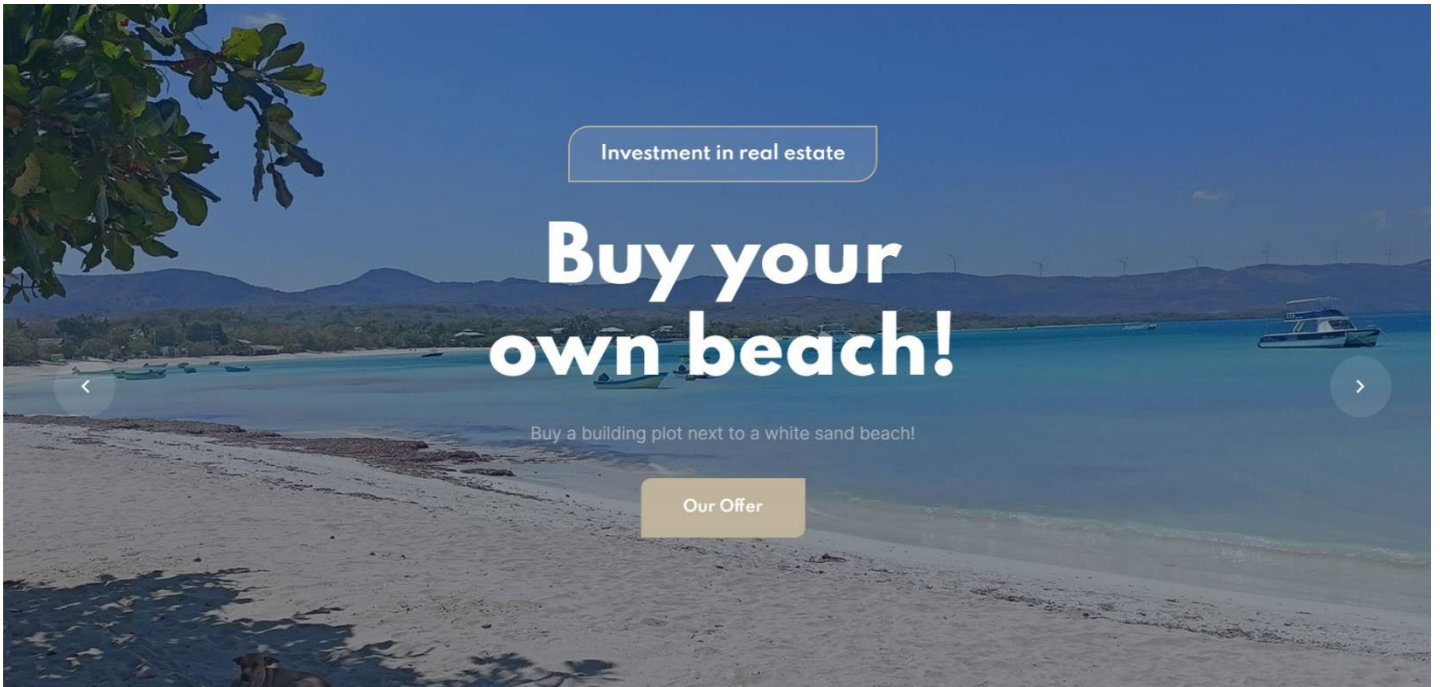 Investment in real estate
Buy your
own beach!
Buy a building plot next to a white sand beach!
Our Offer